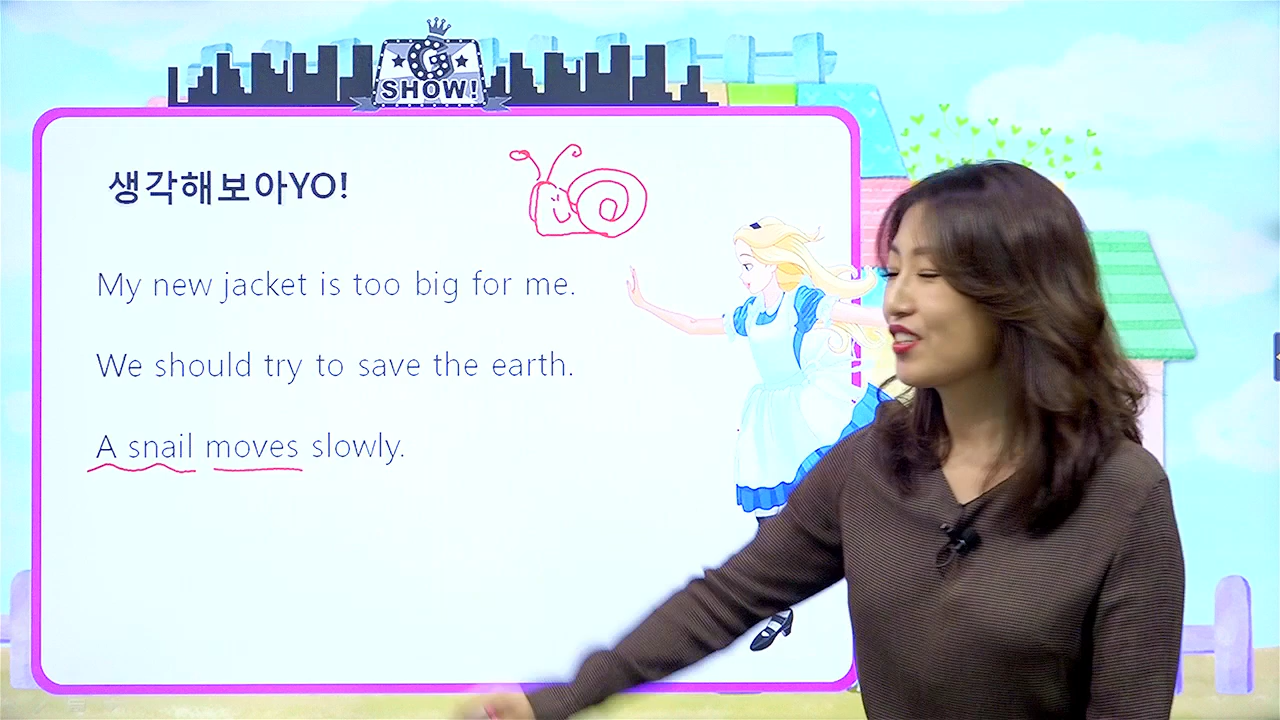 G
SHOW!
생각해보아YO!
My new jacket is too big for me.
We should try to save the earth.
A snail moves slowly.